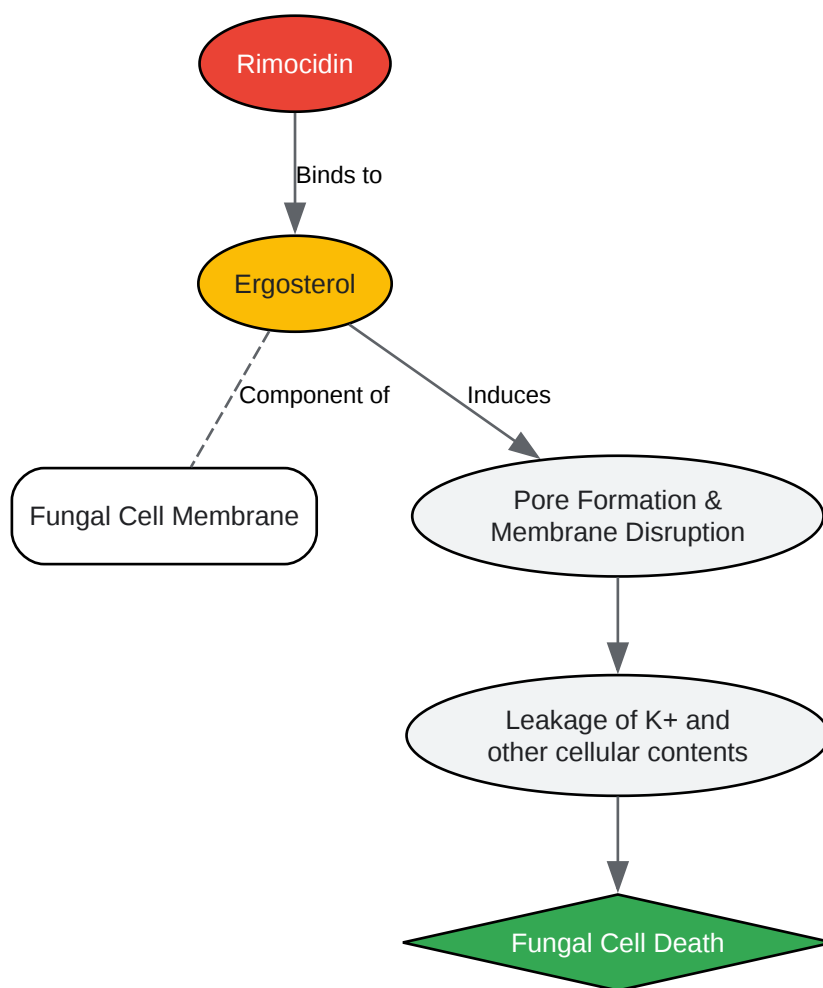 Rimocidin
Binds to
Ergosterol
Component of
Induces
Fungal Cell Membrane
Pore Formation &
Membrane Disruption
Leakage of K+ and
other cellular contents
Fungal Cell Death